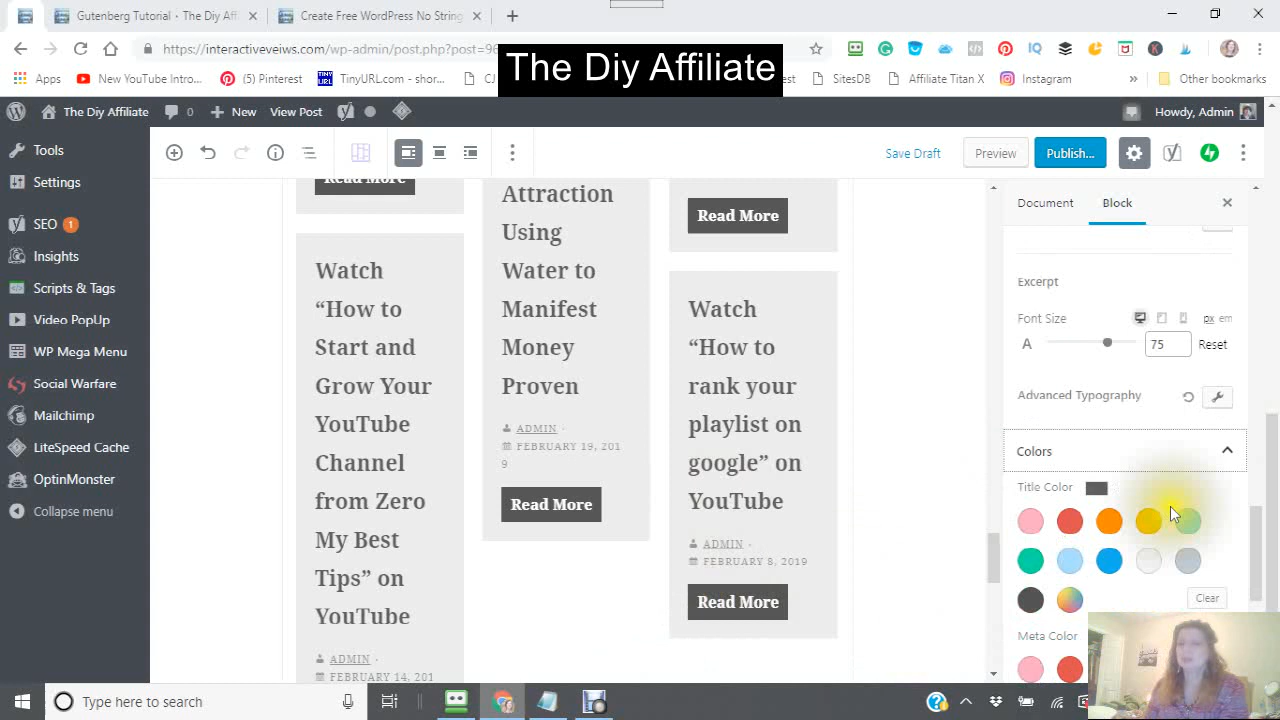 Gutenberg Tutorial - The Diy Affili
Create Free WordPress No String
https://interactiveveiws.com/wp-admin/post.php?post=96
The Diy Affiliate
Apps
New YouTube Intro...
(5) Pinterest
TinyURL.com - shor...
CJ
SitesDB
Affiliate Titan X
Instagram
»
Other bookmarks
The DIY Affiliate
0
New
View Post
Howdy, Admin
Tools
Settings
SEO 1
Insights
Scripts & Tags
Video PopUp
WP Mega Menu
Social Warfare
Mailchimp
LiteSpeed Cache
OptinMonster
Collapse menu
Save Draft
Preview
Publish...
Read More
Watch
“How to
Start and
Grow Your
YouTube
Channel
from Zero
My Best
Tips” on
YouTube
ADMIN ·
FEBRUARY 14, 201
Attraction
Using
Water to
Manifest
Money
Proven
ADMIN ·
FEBRUARY 19, 201
9
Read More
Read More
Watch
“How to
rank your
playlist on
google” on
YouTube
ADMIN ·
FEBRUARY 8, 2019
Read More
Document
Block
Excerpt
Font Size
px em
A
75
Reset
Advanced Typography
Colors
Title Color
Clear
Meta Color
Type here to search